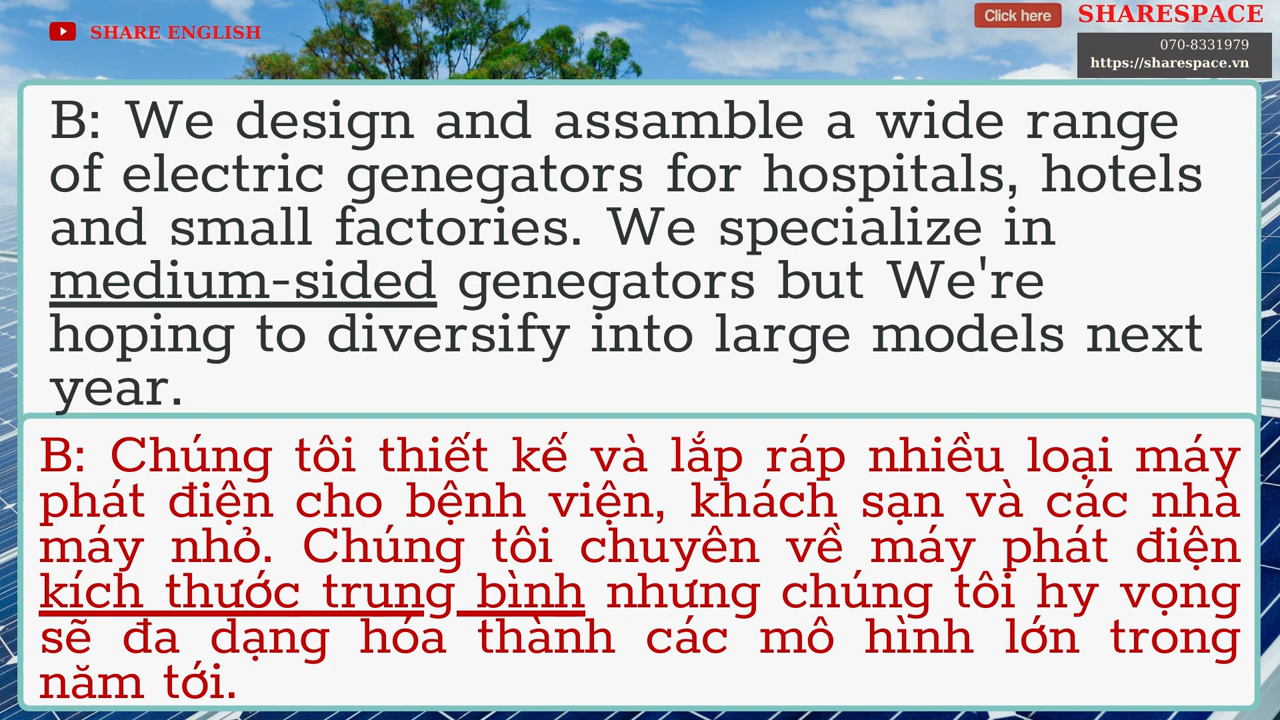 SHARE ENGLISH
Click here
SHARESPACE
070-8331979
https://sharespace.vn
B: We design and assamble a wide range
of electric genegators for hospitals, hotels
and small factories. We specialize in
medium-sided genegators but We're
hoping to diversify into large models next
year.
B: Chúng tôi thiết kế và lắp ráp nhiều loại máy
phát điện cho bệnh viện, khách sạn và các nhà
máy nhỏ. Chúng tôi chuyên về máy phát điện
kích thước trung bình nhưng chúng tôi hy vọng
sẽ đa dạng hóa thành các mô hình lớn trong
năm tới.